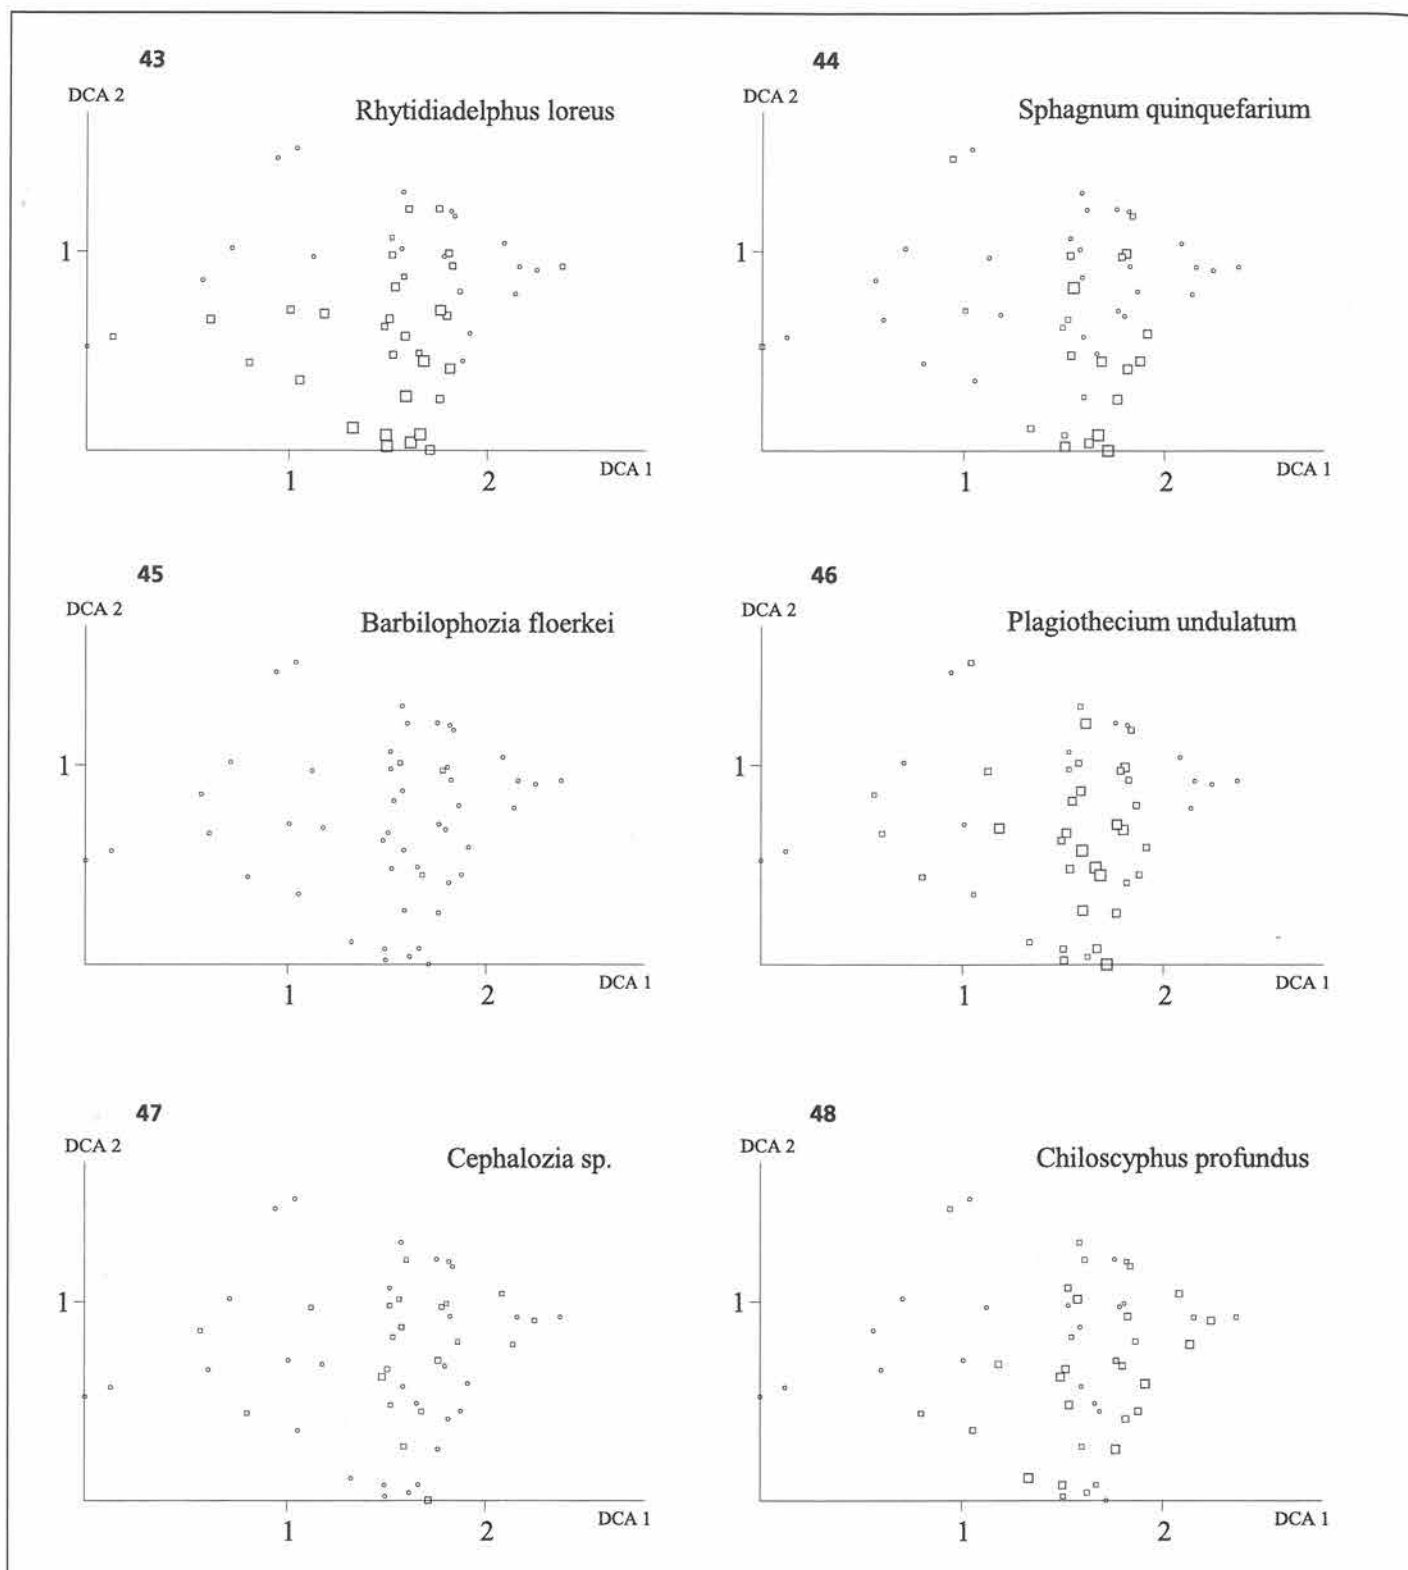 43
DCA 2
Rhytidiadelphus loreus
1
1
2
DCA 1
44
DCA 2
Sphagnum quinquefarium
1
1
2
DCA 1
45
DCA 2
Barbilophozia floerkei
1
1
2
DCA 1
46
DCA 2
Plagiothecium undulatum
1
1
2
DCA 1
47
DCA 2
Cephalozia sp.
1
1
2
DCA 1
48
DCA 2
Chiloscyphus profundus
1
1
2
DCA 1